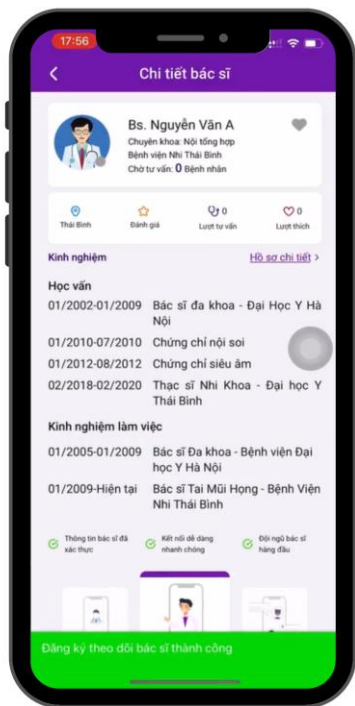 17:56
Chi tiết bác sĩ
Bs. Nguyễn Văn A
Chuyên khoa: Nội tổng hợp
Bệnh viện Nhi Thái Bình
Chờ tư vấn: 0 Bệnh nhân
Thái Bình
Đánh giá
0
Lượt tư vấn
0
Lượt thích
Kinh nghiệm
Hồ sơ chi tiết >
Học vấn
01/2002-01/2009 Bác sĩ đa khoa - Đại Học Y Hà
Nội
01/2010-07/2010 Chứng chỉ nội soi
01/2012-08/2012 Chứng chỉ siêu âm
02/2018-02/2020 Thạc sĩ Nhi Khoa - Đại học Y
Thái Bình
Kinh nghiệm làm việc
01/2005-01/2009 Bác sĩ Đa khoa - Bệnh viện Đại
học Y Hà Nội
01/2009-Hiện tại Bác sĩ Tai Mũi Họng - Bệnh Viện
Nhi Thái Bình
Thông tin bác sĩ đã
xác thực
Kết nối dễ dàng
nhanh chóng
Đội ngũ bác sĩ
hàng đầu
Đăng ký theo dõi bác sĩ thành công